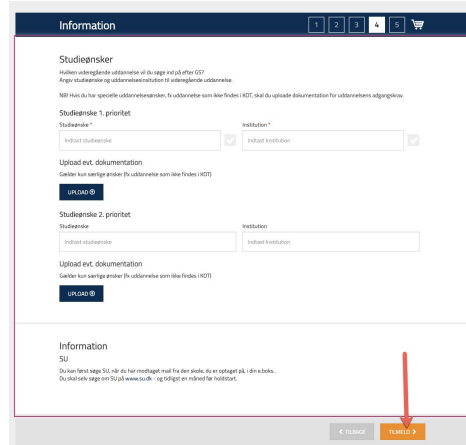 Information
1 2 3 4 5
Studieønsker
Hvilken videregående uddannelse vil du søge ind på efter GS?
Angiv studieønske og uddannelsesinstitution til videregående uddannelse.
NB! Hvis du har specielle uddannelsesønsker, fx uddannelse som ikke findes i KOT, skal du uploade dokumentation for uddannelsens adgangskrav.
Studieønske 1. prioritet
Studieønske * Institution *
Indtast studieønske Indtast Institution
Upload evt. dokumentation
Gælder kun særlige ønsker (fx uddannelse som ikke findes i KOT)
UPLOAD
Studieønske 2. prioritet
Studieønske Institution
Indtast studieønske Indtast Institution
Upload evt. dokumentation
Gælder kun særlige ønsker (fx uddannelse som ikke findes i KOT)
UPLOAD
Information
SU
Du kan først søge SU, når du har modtaget mail fra den skole, du er optaget på, i din e.boks..
Du skal selv søge om SU på www.su.dk - og tidligst en måned før holdstart.
< TILBAGE TILMELD >